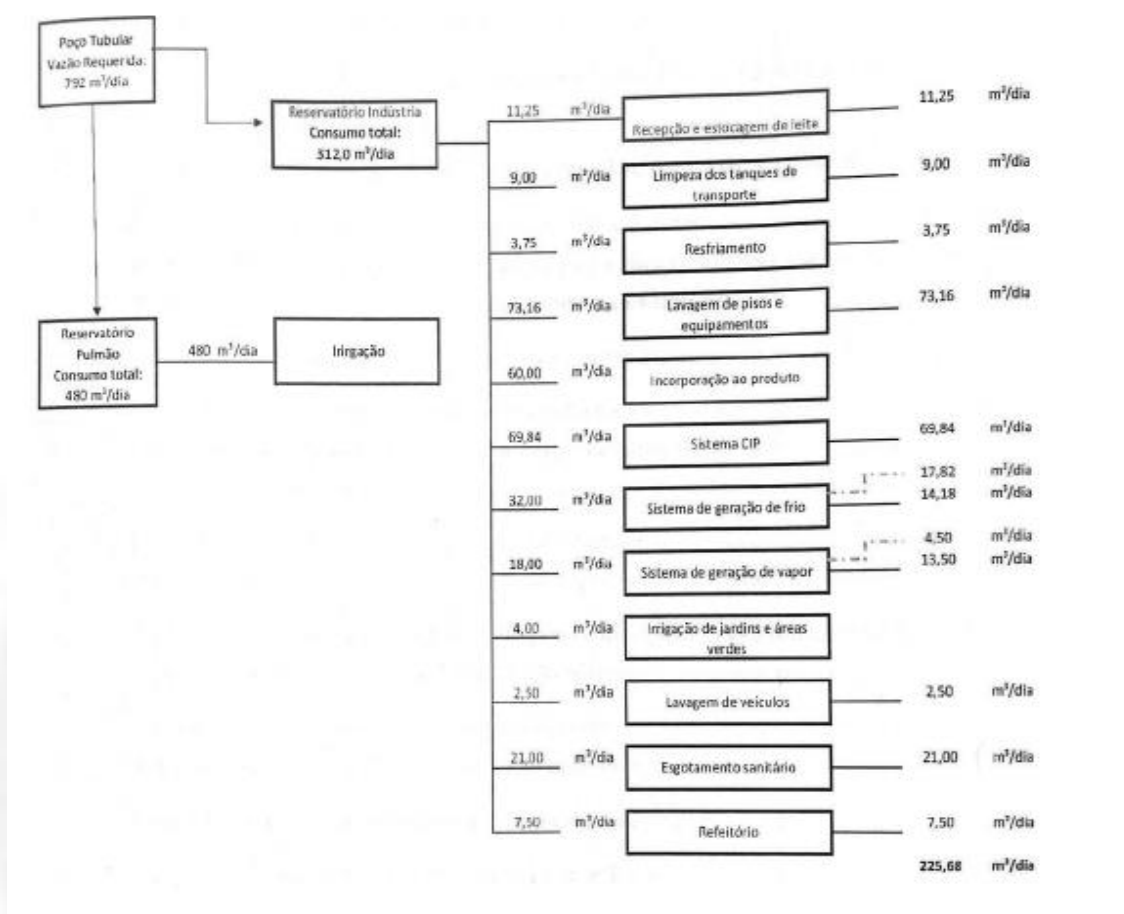 Poço Tubular
Vazão Requerida:
792 m³/dia
Reservatório Indústria
Consumo total:
312,0 m³/dia
Reservatório
Pulmão
Consumo total:
480 m³/dia
480 m³/dia
Irirgação
11,25 m³/dia
Recepção e estocagem de leite
11,25 m³/dia
9,00 m³/dia
Limpeza dos tanques de
transporte
9,00 m³/dia
3,75 m³/dia
Resfriamento
3,75 m³/dia
73,16 m³/dia
Lavagem de pisos e
equipamentos
73,16 m³/dia
60,00 m³/dia
Incorporação ao produto
69,84 m³/dia
Sistema CIP
69,84 m³/dia
32,00 m³/dia
Sistema de geração de frio
17,82 m³/dia
14,18 m³/dia
18,00 m³/dia
Sistema de geração de vapor
4,50 m³/dia
13,50 m³/dia
4,00 m³/dia
Irrigação de jardins e áreas
verdes
2,50 m³/dia
Lavagem de veículos
2,50 m³/dia
21,00 m³/dia
Esgotamento sanitário
21,00 m³/dia
7,50 m³/dia
Refeitório
7,50 m³/dia
225,68 m³/dia